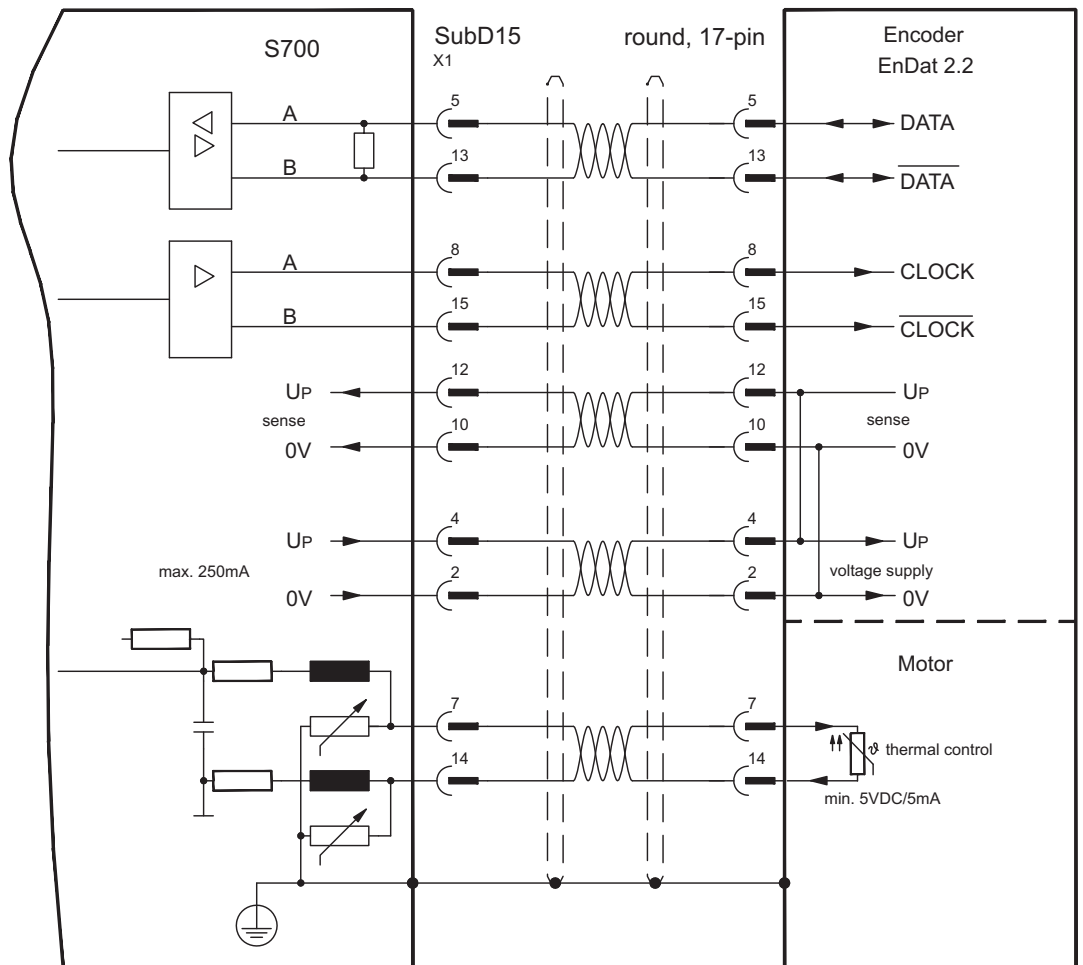 S700
SubD15
X1
round, 17-pin
Encoder
EnDat 2.2
A
5
5
DATA
B
13
13
DATA
A
8
8
CLOCK
B
15
15
CLOCK
UP
12
12
UP
sense
sense
0V
10
10
0V
UP
4
4
UP
max. 250mA
voltage supply
0V
2
2
0V
Motor
7
7
ϑ thermal control
14
14
min. 5VDC/5mA